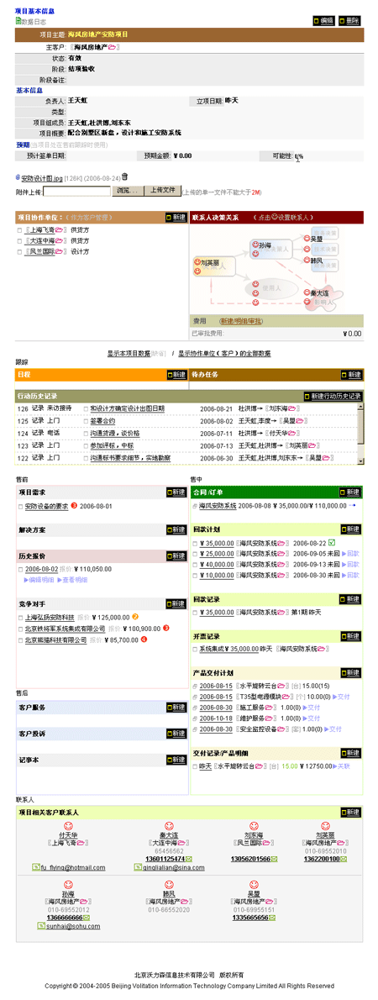 项目基本信息
数据日志 编辑 删除
项目主题: 海风房地产安防项目
主客户: 〖海风房地产〗
状态: 有效
阶段: 结项验收
阶段备注:
基本信息
负责人: 王天虹 立项日期: 昨天
类型:
项目组成员: 王天虹,杜洪博,刘东东
项目概要: 配合别墅区新盘，设计和施工安防系统
预期(当项目处在售前跟踪时使用)
预计签单日期: 预期金额: ¥ 0.00 可能性: %
安防设计图.jpg [126K] (2006-08-24)
附件上传: 浏览... 上传文件 (上传的单一文件不能大于2M)
项目协作单位：（作为客户管理） 新建
〖上海飞奇〗 供货方
〖大连中海〗 供货方
〖风兰国际〗 设计方
联系人决策关系 （点击设置联系人）
吴盟
孙海
韩风
刘英丽
秦大连
费用 (新建/明细/审批)
已审批费用: ¥ 0.00
显示本项目数据(缺省) / 显示协作单位（客户）的全部数据
跟踪
日程 新建 待办任务 新建
行动历史记录 新建行动历史记录
126 记录 来访接待 和设计方确定设计出图日期 2006-08-21 杜洪博→〖刘东海〗
125 记录 上门 签署合约 2006-08-02 王天虹,李度→〖吴盟〗
124 记录 电话 沟通货源，谈价格 2006-07-11 杜洪博→〖付天华〗
123 记录 上门 参加评标，中标 2006-07-13 王天虹,杜洪博→〖刘英丽〗
122 记录 上门 沟通标书要求细节，实地勘察 2006-06-30 王天虹,杜洪博,刘东东→〖吴盟〗
售前
项目需求 新建
安防设备的要求 3 2006-08-01
解决方案 新建
历史报价 新建
2006-08-02 报价: ¥ 110,050.00
▶编辑明细 ▶查看明细
竞争对手 新建
上海弘扬安防科技 报价: ¥ 125,000.00 2
北京铁将军系统集成有限公司 报价: ¥ 100,900.00 3
北京熊猫科技有限公司 报价: ¥ 85,700.00 4
售后
客户服务 新建
客户投诉 新建
记事本 新建
售中
合同/订单 新建
海风安防系统 2006-08-08 ¥ 35,000.00/¥ 110,000.00
回款计划 新建
¥ 35,000.00〖海风安防系统〗 2006-08-22
¥ 25,000.00〖海风安防系统〗 2006-09-05 未回 ▶回款
¥ 40,000.00〖海风安防系统〗 2006-09-13 未回 ▶回款
¥ 10,000.00〖海风安防系统〗 2006-08-30 未回 ▶回款
回款记录 新建
¥ 35,000.00〖海风安防系统〗 第1期 昨天
开票记录 新建
系统集成 ¥ 35,000.00 昨天 〖海风安防系统〗
产品交付计划 新建
2006-08-15〖水平旋转云台〗[台] 15.00(15)
2006-08-15〖T35型电源模块〗[个] 10.00(0) ▶交付
2006-08-30〖施工服务〗 1.00(0) ▶交付
2006-10-18〖维护服务〗 1.00(0) ▶交付
2006-08-30〖安全监控设备〗[套] 1.00(0) ▶交付
交付记录/产品明细 新建
昨天〖水平旋转云台〗[台] 15.00 ¥ 12750.00▶关联
联系人
项目相关客户联系人 新建
付天华
〖上海飞奇〗
fu_flying@hotmail.com
秦大连
〖大连中海〗
65456562
13601125474
qinglialian@sina.com
刘东海
〖风兰国际〗
13056201566
刘英丽
〖海风房地产〗
010-69552010
1362200100
孙海
〖海风房地产〗
010-69552012
1366666666
sunhai@sohu.com
韩风
〖海风房地产〗
010-66552020
吴盟
〖海风房地产〗
010-69955151
1335665656
北京沃力森信息技术有限公司 版权所有
Copyright © 2004-2005 Beijing Volitation Information Technology Company Limited All Rights Reserved